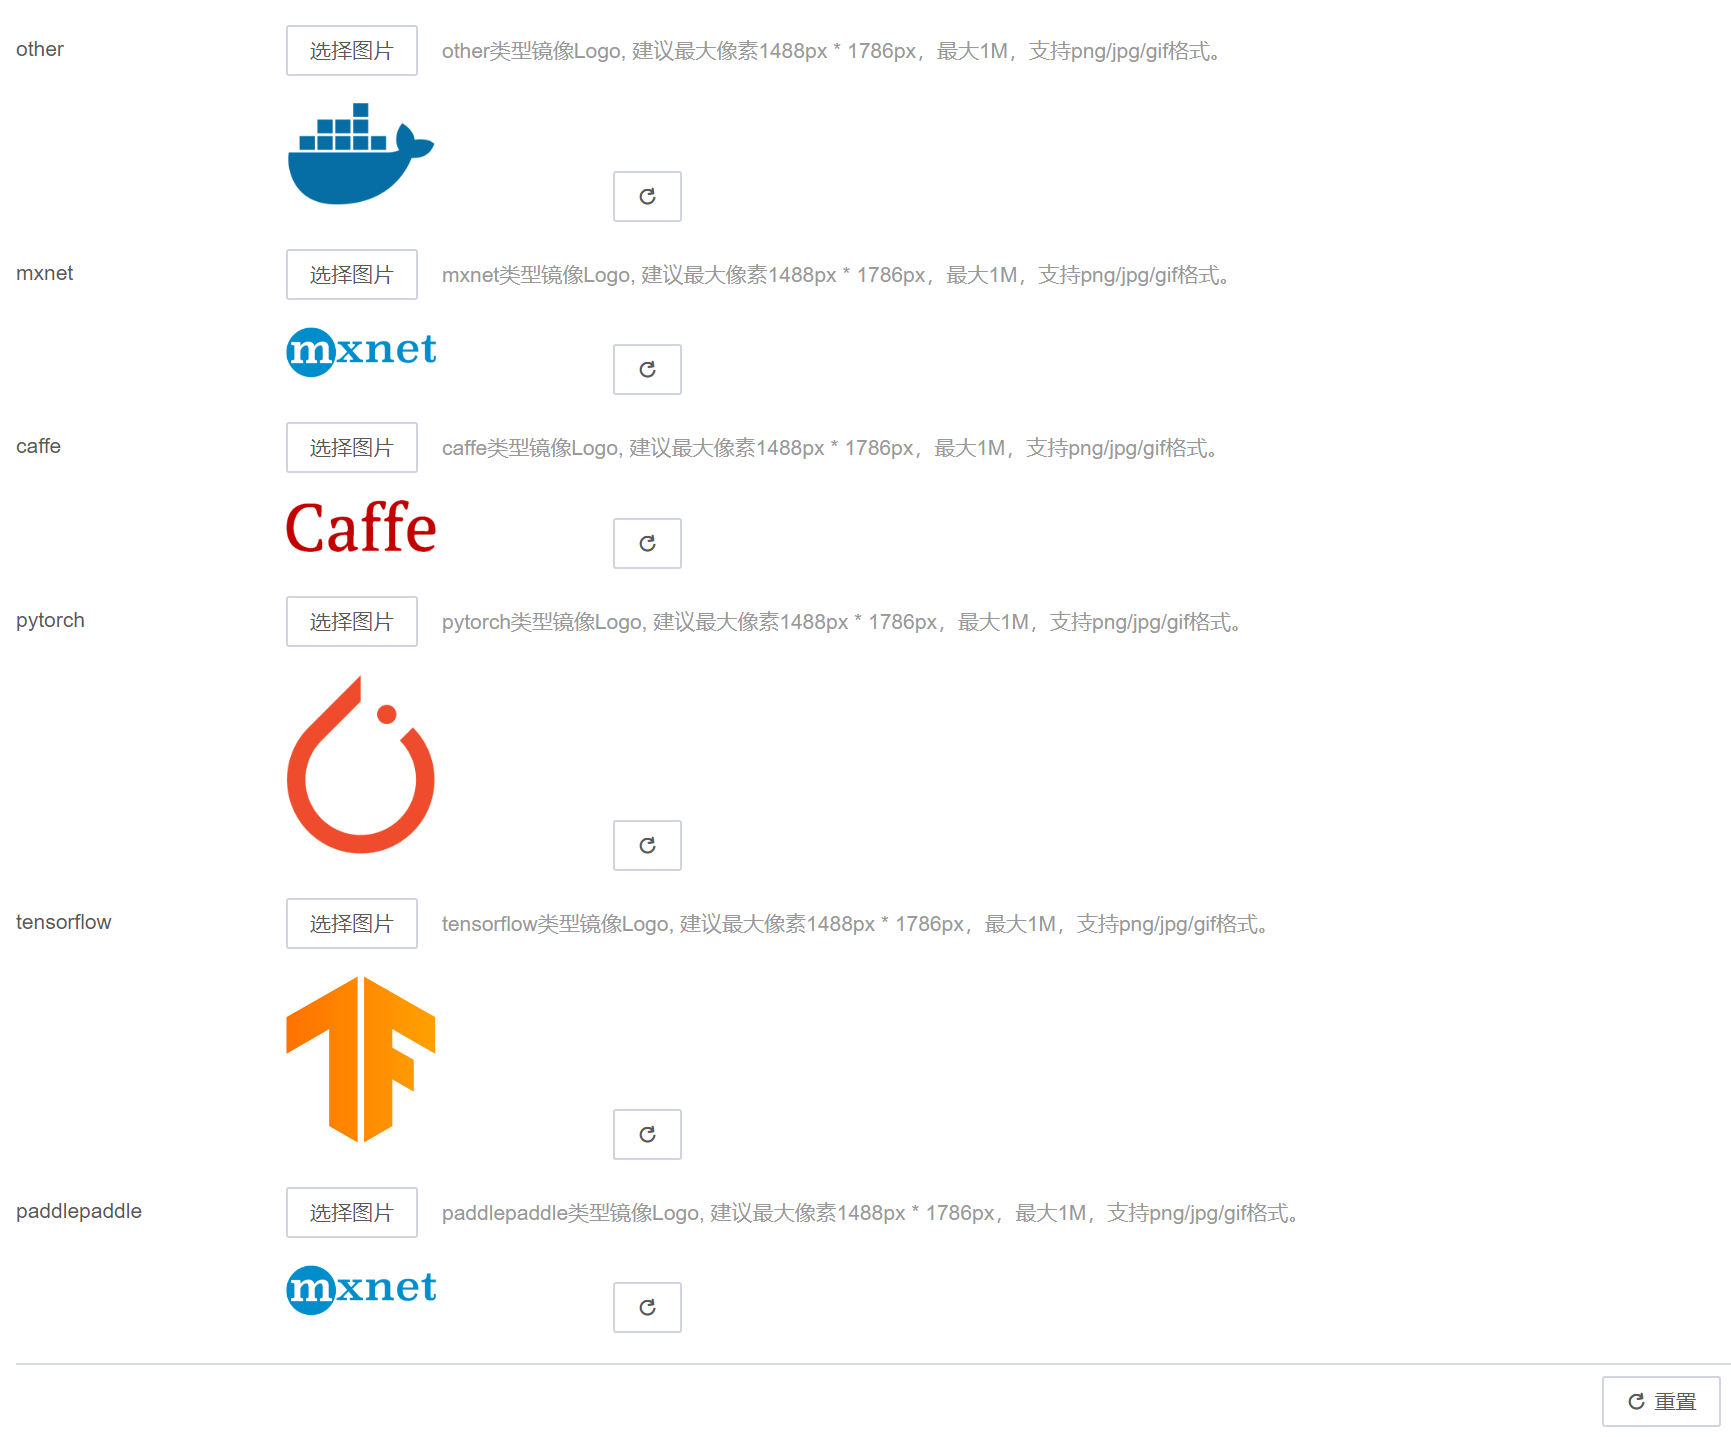 other
选择图片
other类型镜像Logo, 建议最大像素1488px * 1786px，最大1M，支持png/jpg/gif格式。
mxnet
选择图片
mxnet类型镜像Logo, 建议最大像素1488px * 1786px，最大1M，支持png/jpg/gif格式。
mxnet
caffe
选择图片
caffe类型镜像Logo, 建议最大像素1488px * 1786px，最大1M，支持png/jpg/gif格式。
Caffe
pytorch
选择图片
pytorch类型镜像Logo, 建议最大像素1488px * 1786px，最大1M，支持png/jpg/gif格式。
tensorflow
选择图片
tensorflow类型镜像Logo, 建议最大像素1488px * 1786px，最大1M，支持png/jpg/gif格式。
paddlepaddle
选择图片
paddlepaddle类型镜像Logo, 建议最大像素1488px * 1786px，最大1M，支持png/jpg/gif格式。
mxnet
重置